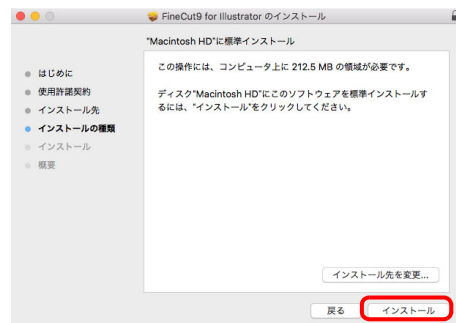 FineCut9 for Illustrator のインストール
"Macintosh HD"に標準インストール
はじめに
使用許諾契約
インストール先
インストールの種類
インストール
概要
この操作には、コンピュータ上に 212.5 MB の領域が必要です。
ディスク"Macintosh HD"にこのソフトウェアを標準インストールす
るには、"インストール"をクリックしてください。
インストール先を変更...
戻る
インストール